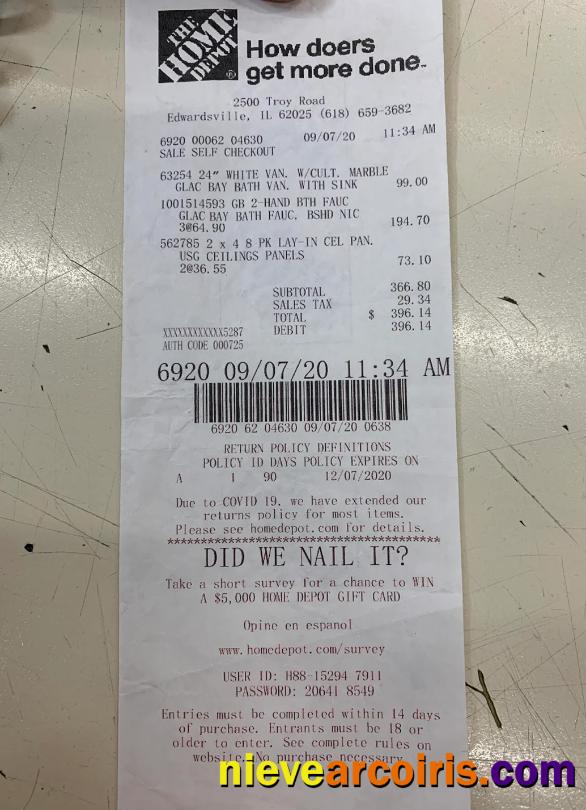 THE HOME DEPOT
How doers
get more done.
2500 Troy Road
Edwardsville, IL 62025 (618) 659-3682
6920 00062 04630 09/07/20 11:34 AM
SALE SELF CHECKOUT
63254 24" WHITE VAN. W/CULT. MARBLE
GLAC BAY BATH VAN. WITH SINK 99.00
1001514593 GB 2-HAND BTH FAUC
GLAC BAY BATH FAUC. BSHD NIC
3@64.90 194.70
562785 2 x 4 8 PK LAY-IN CEL PAN.
USG CEILINGS PANELS
2@36.55 73.10
SUBTOTAL 366.80
SALES TAX 29.34
TOTAL $ 396.14
XXXXXXXXXXXX5287 DEBIT 396.14
AUTH CODE 000725
6920 09/07/20 11:34 AM
6920 62 04630 09/07/20 0638
RETURN POLICY DEFINITIONS
POLICY ID DAYS POLICY EXPIRES ON
A 1 90 12/07/2020
Due to COVID 19, we have extended our
returns policy for most items.
Please see homedepot.com for details.
****************************************
DID WE NAIL IT?
Take a short survey for a chance to WIN
A $5,000 HOME DEPOT GIFT CARD
Opine en espanol
www.homedepot.com/survey
USER ID: H88-15294 7911
PASSWORD: 20641 8549
Entries must be completed within 14 days
of purchase. Entrants must be 18 or
older to enter. See complete rules on
website. No purchase necessary.
nievearcoiris.com